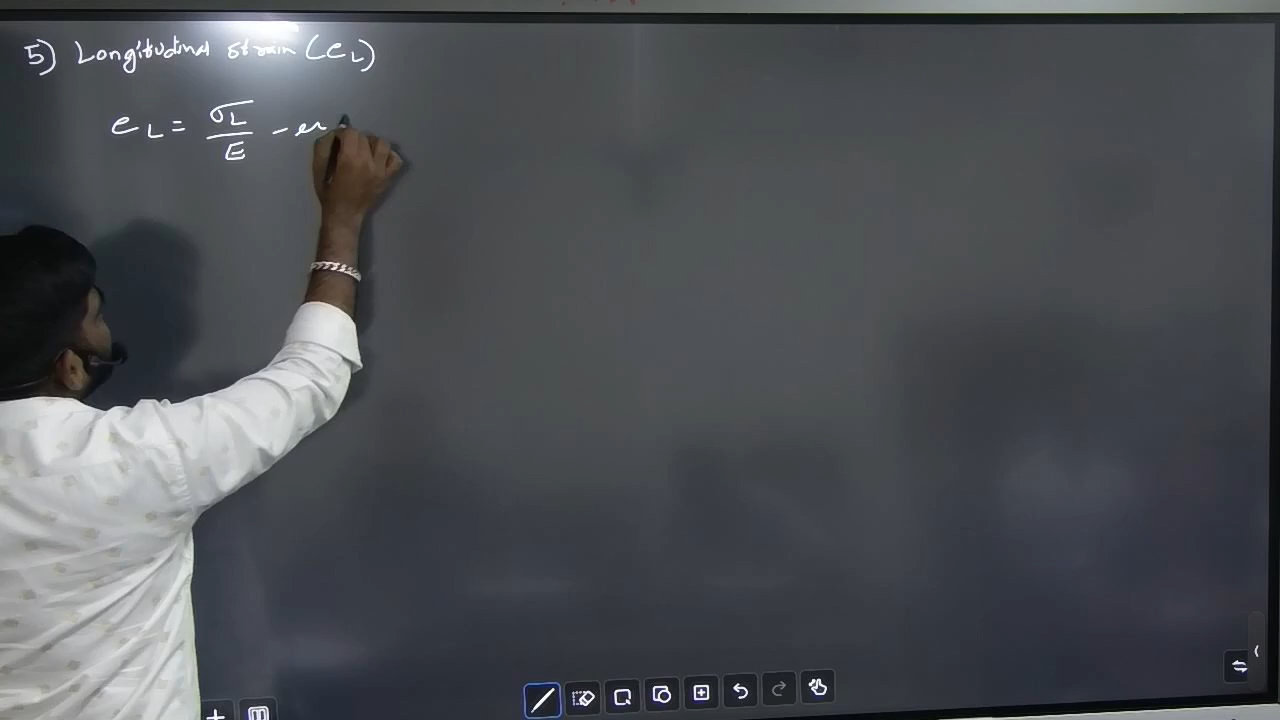 5) Longitudinal strain (eL)
eL = σL/E - м